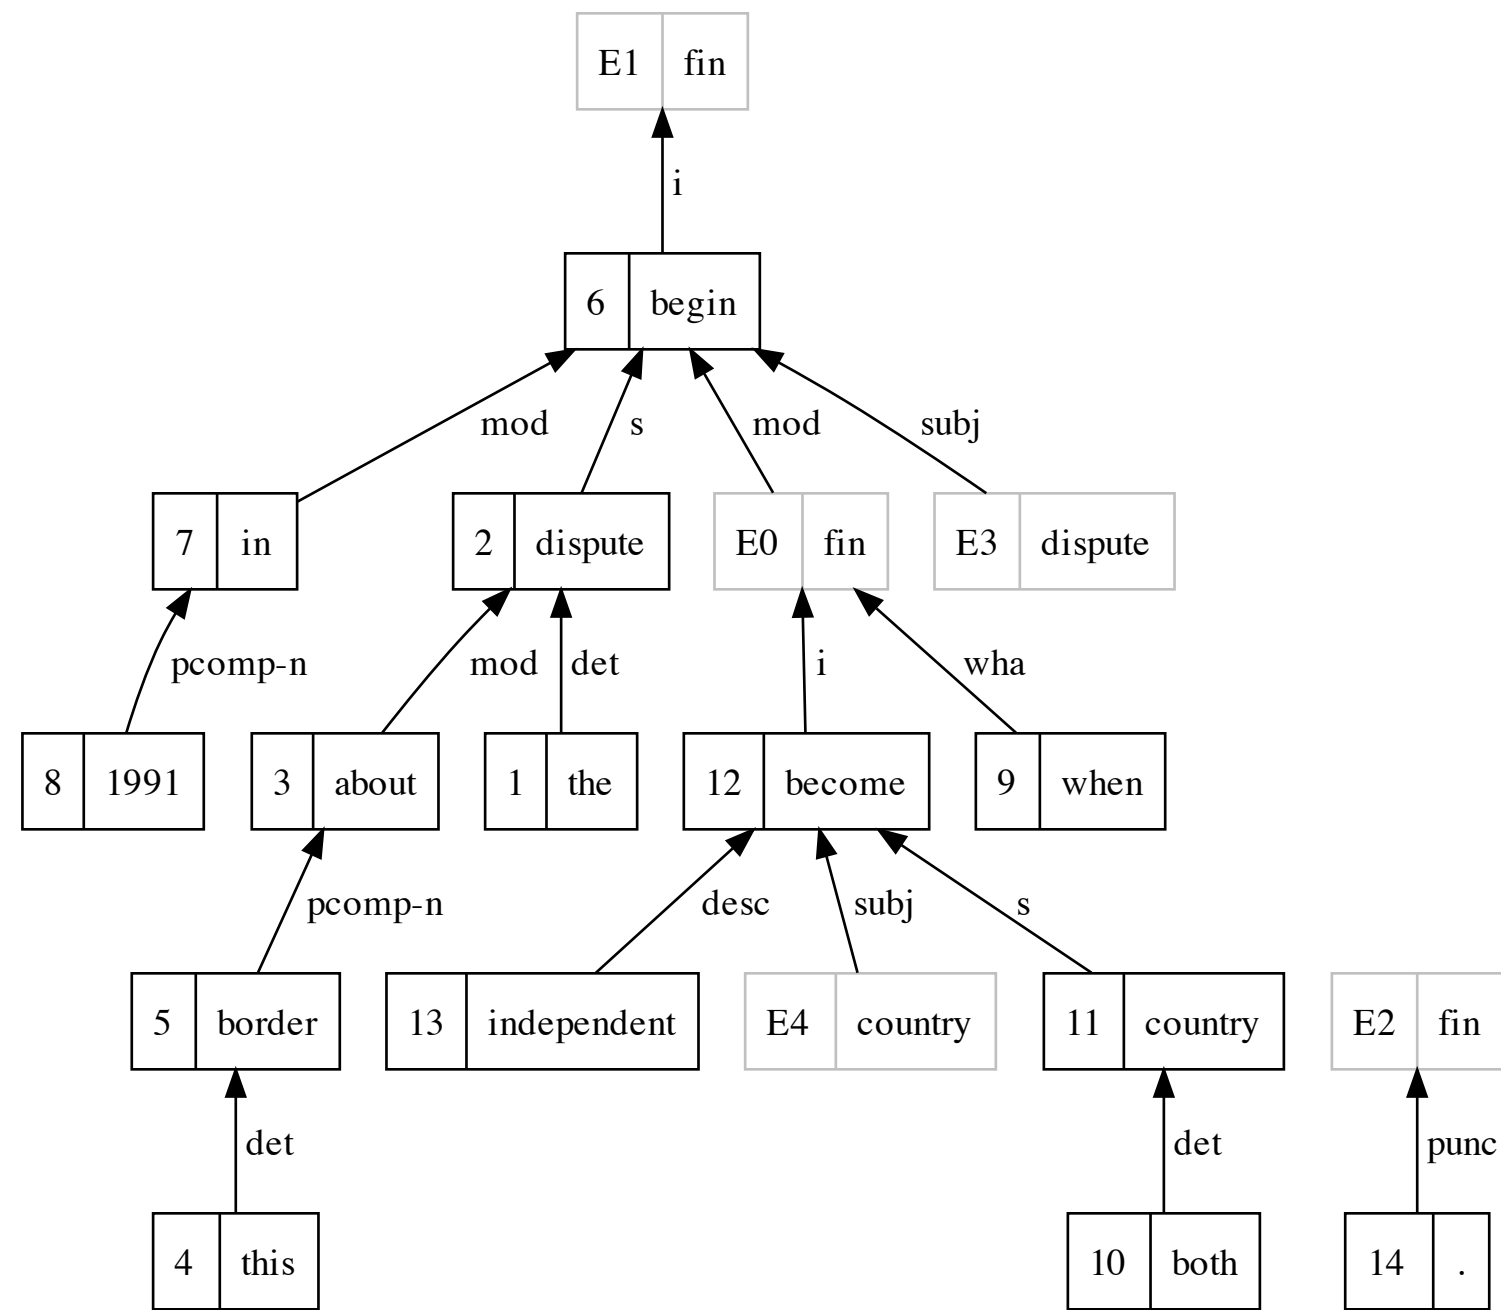 E1 fin
i
6 begin
mod s mod subj
7 in 2 dispute E0 fin E3 dispute
pcomp-n mod det i wha
8 1991 3 about 1 the 12 become 9 when
pcomp-n desc subj s
5 border 13 independent E4 country 11 country E2 fin
det det punc
4 this 10 both 14 .